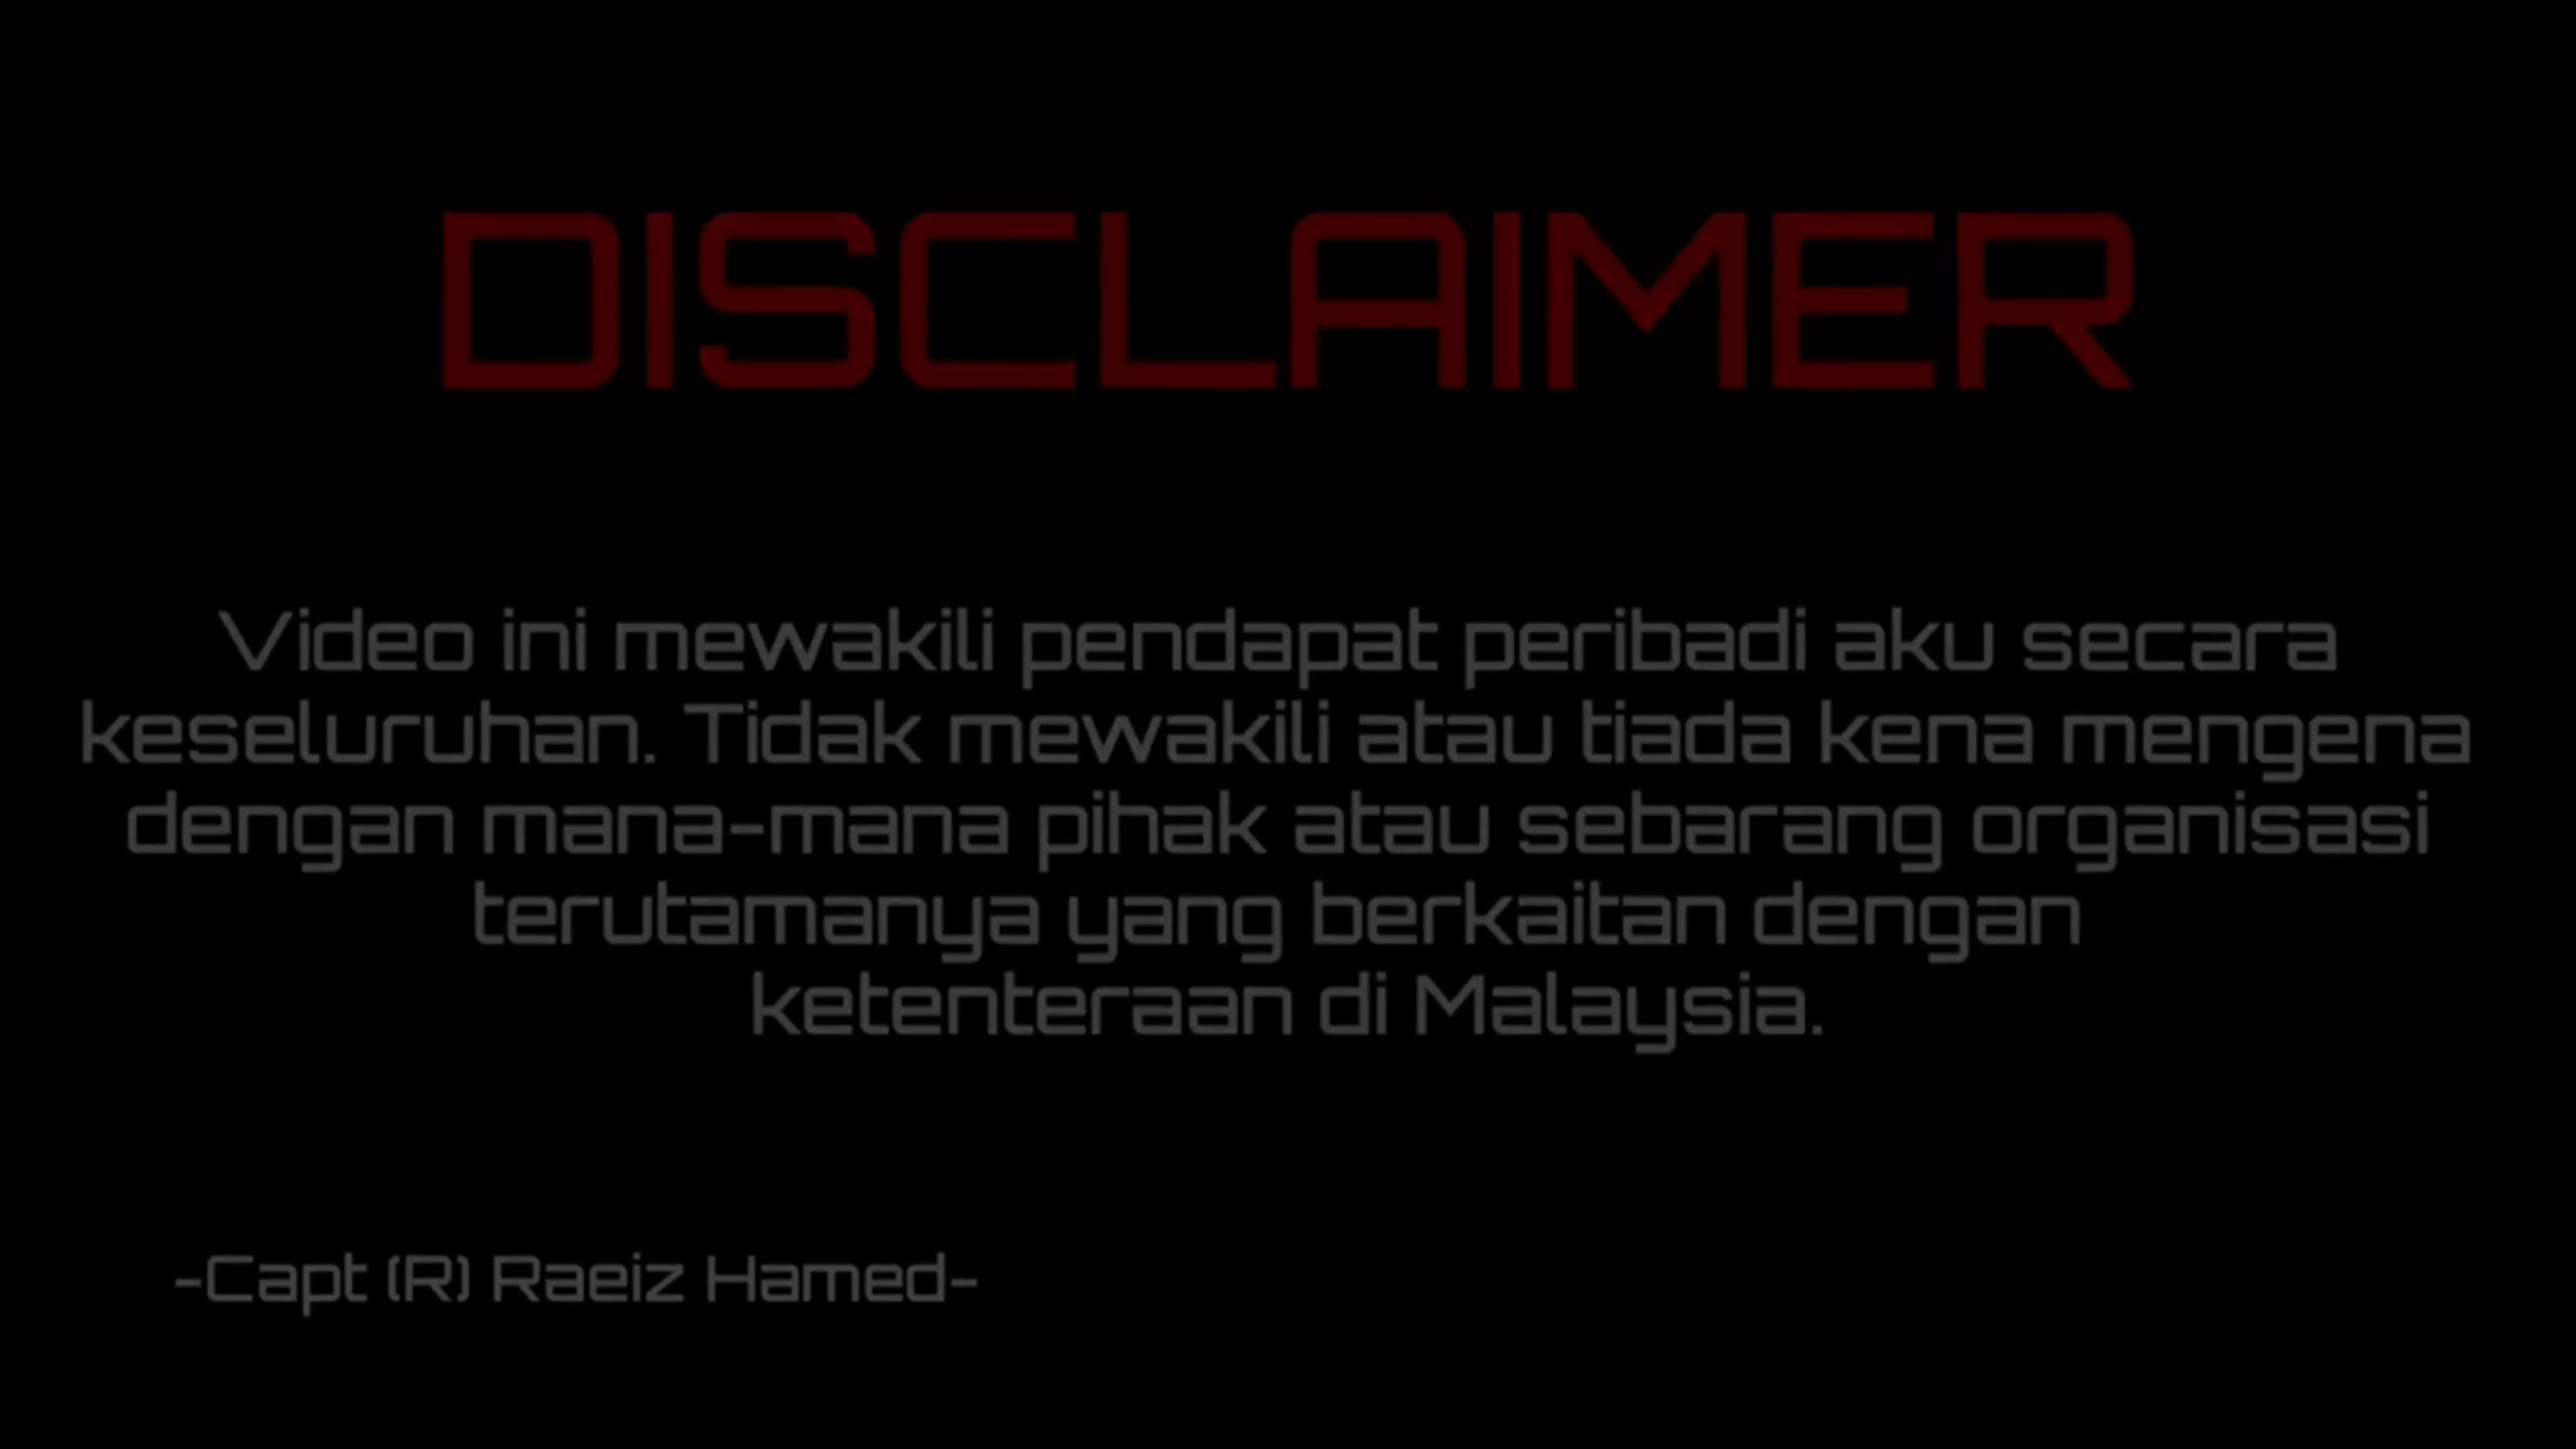 DISCLAIMER
Video ini mewakili pendapat peribadi aku secara
keseluruhan. Tidak mewakili atau tiada kena mengena
dengan mana-mana pihak atau sebarang organisasi
terutamanya yang berkaitan dengan
ketenteraan di Malaysia.
-Capt (R) Raeiz Hamed-